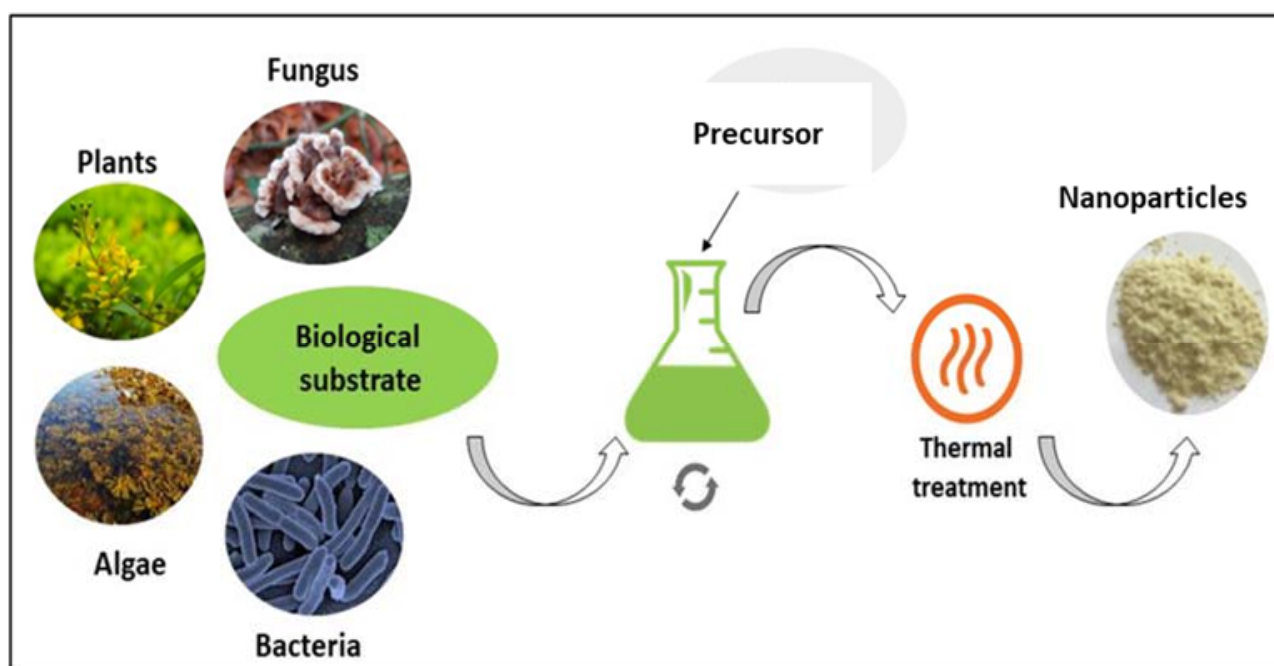 Fungus
Plants
Biological
substrate
Algae
Bacteria
Precursor
Thermal
treatment
Nanoparticles